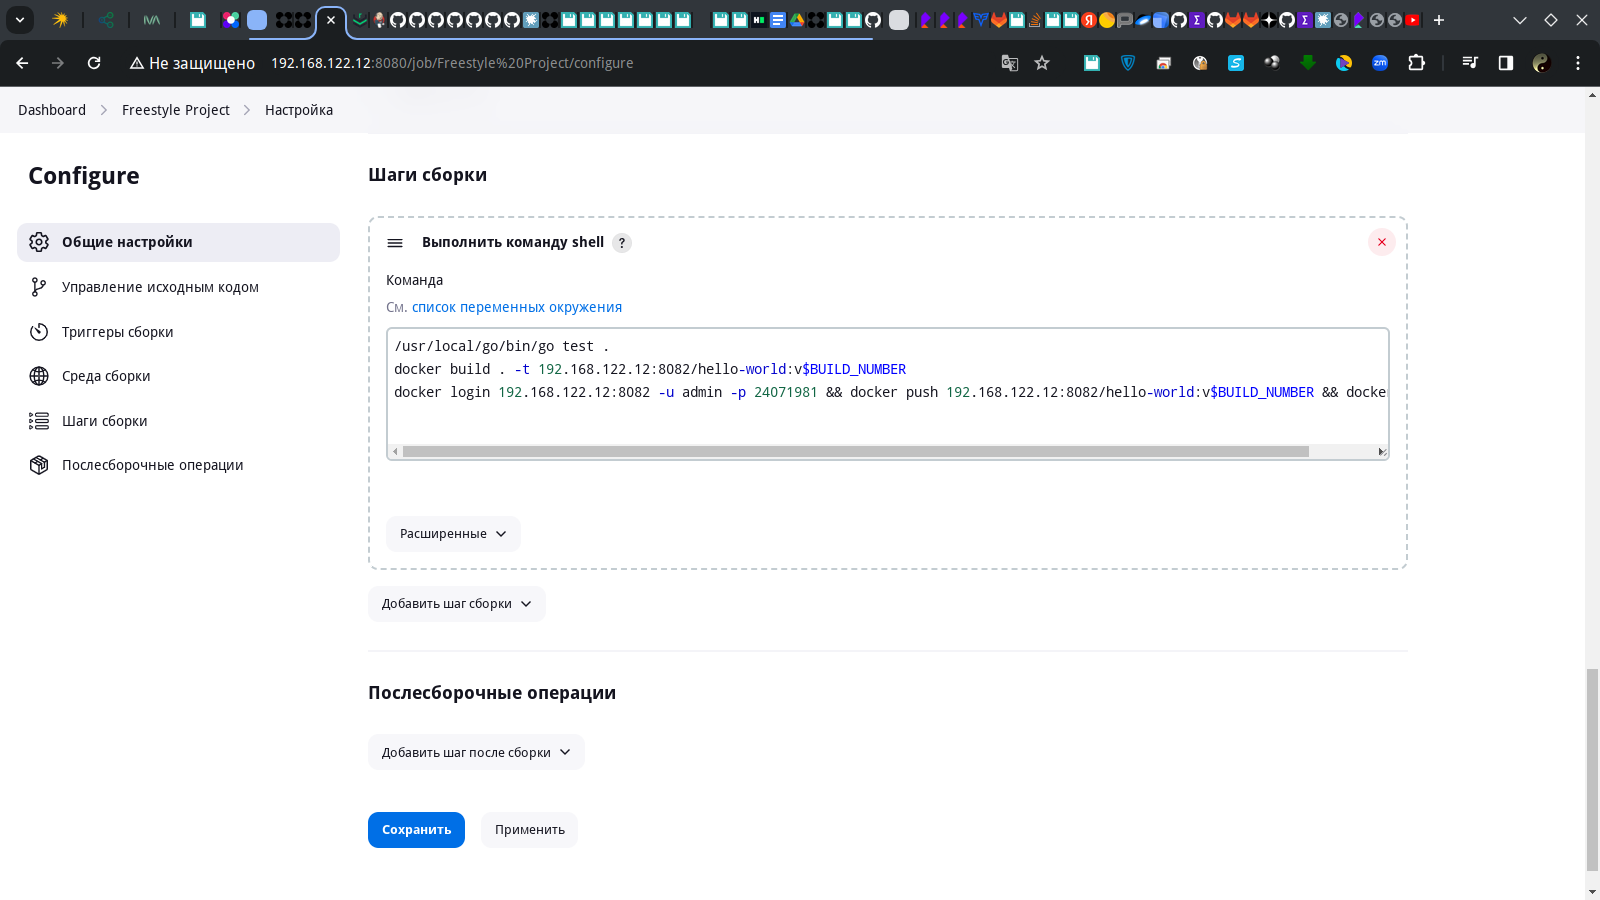 Не защищено 192.168.122.12:8080/job/Freestyle%20Project/configure
Dashboard Freestyle Project Настройка
Configure
Общие настройки
Управление исходным кодом
Триггеры сборки
Среда сборки
Шаги сборки
Послесборочные операции
Шаги сборки
Выполнить команду shell ?
Команда
См. список переменных окружения
/usr/local/go/bin/go test .
docker build . -t 192.168.122.12:8082/hello-world:v$BUILD_NUMBER
docker login 192.168.122.12:8082 -u admin -p 24071981 && docker push 192.168.122.12:8082/hello-world:v$BUILD_NUMBER && docke
Расширенные
Добавить шаг сборки
Послесборочные операции
Добавить шаг после сборки
Сохранить Применить